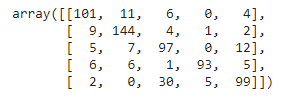 array([[101, 11, 6, 0, 4],
[ 9, 144, 4, 1, 2],
[ 5, 7, 97, 0, 12],
[ 6, 6, 1, 93, 5],
[ 2, 0, 30, 5, 99]])